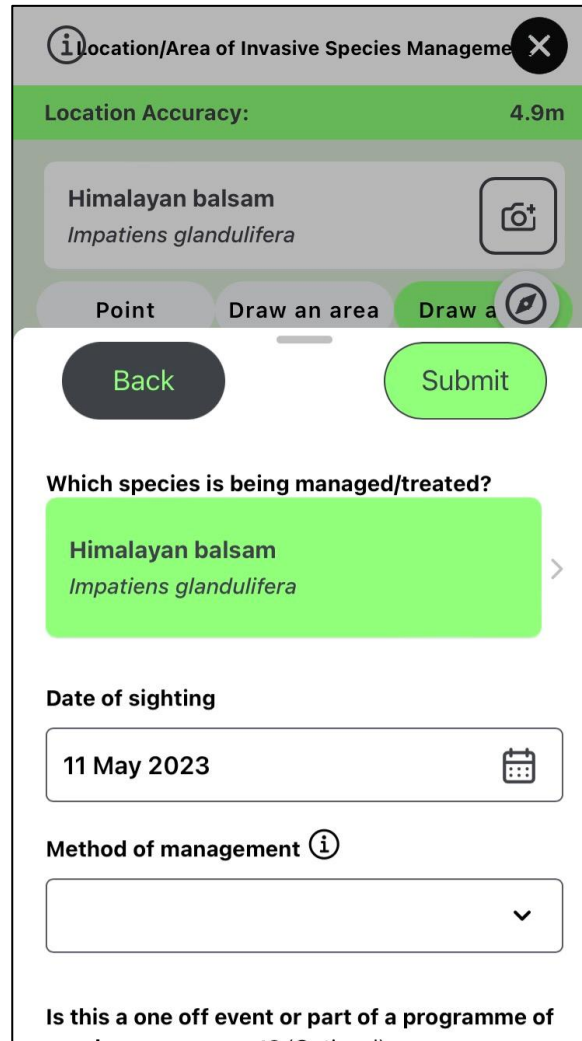 Location/Area of Invasive Species Manageme
Location Accuracy: 4.9m
Himalayan balsam
Impatiens glandulifera
Point Draw an area Draw a
Back Submit
Which species is being managed/treated?
Himalayan balsam
Impatiens glandulifera
Date of sighting
11 May 2023
Method of management
Is this a one off event or part of a programme of